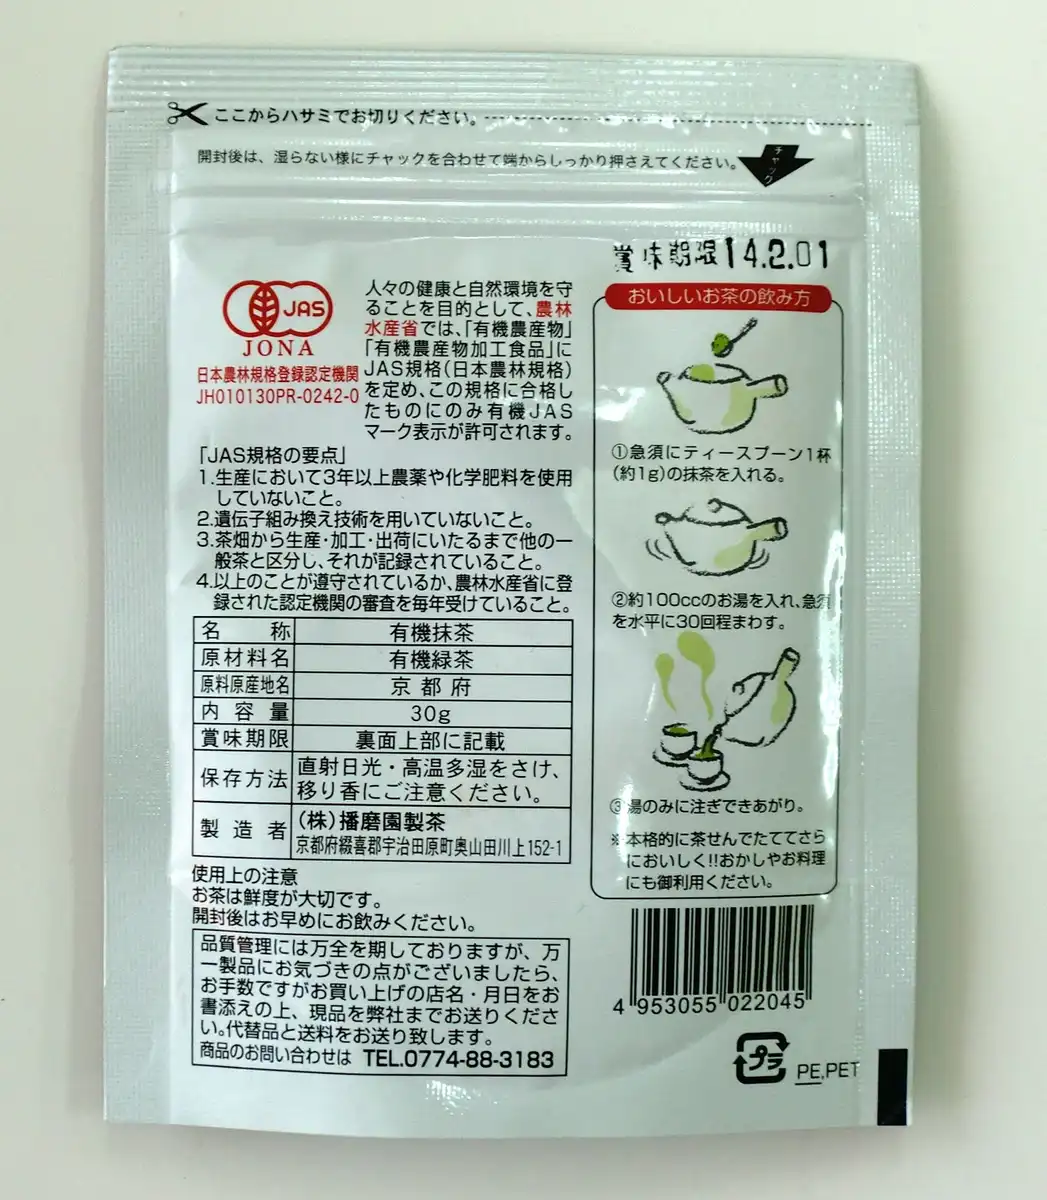 ここからハサミでお切りください。
開封後は、湿らない様にチャックを合わせて端からしっかり押さえてください。
チャック
賞味期限14.2.01
JAS
JONA
日本農林規格登録認定機関
JH010130PR-0242-0
人々の健康と自然環境を守
ることを目的として、農林
水産省では、「有機農産物」
「有機農産物加工食品」に
JAS規格(日本農林規格)
を定め、この規格に合格し
たものにのみ有機JAS
マーク表示が許可されます。
「JAS規格の要点」
1.生産において3年以上農薬や化学肥料を使用
していないこと。
2.遺伝子組み換え技術を用いていないこと。
3.茶畑から生産・加工・出荷にいたるまで他の一
般茶と区分し、それが記録されていること。
4.以上のことが遵守されているか、農林水産省に登
録された認定機関の審査を毎年受けていること。
名称 有機抹茶
原材料名 有機緑茶
原料原産地名 京都府
内容量 30g
賞味期限 裏面上部に記載
保存方法 直射日光・高温多湿をさけ、
移り香にご注意ください。
製造者 (株)播磨園製茶
京都府綴喜郡宇治田原町奥山田川上152-1
使用上の注意
お茶は鮮度が大切です。
開封後はお早めにお飲みください。
品質管理には万全を期しておりますが、万
一製品にお気づきの点がございましたら、
お手数ですがお買い上げの店名・月日をお
書添えの上、現品を弊社までお送りくださ
い。代替品と送料をお送り致します。
商品のお問い合わせは TEL.0774-88-3183
おいしいお茶の飲み方
①急須にティースプーン1杯
(約1g)の抹茶を入れる。
②約100ccのお湯を入れ、急須
を水平に30回程まわす。
③湯のみに注ぎできあがり。
※本格的に茶せんでたててさら
においしく!!おかしやお料理
にも御利用ください。
4 953055 022045
プラ
PE,PET